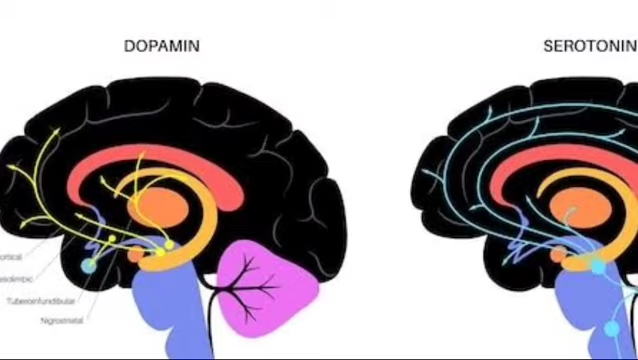 DOPAMIN
SEROTONIN
Tuberoinfundibular
Nigrostriatal